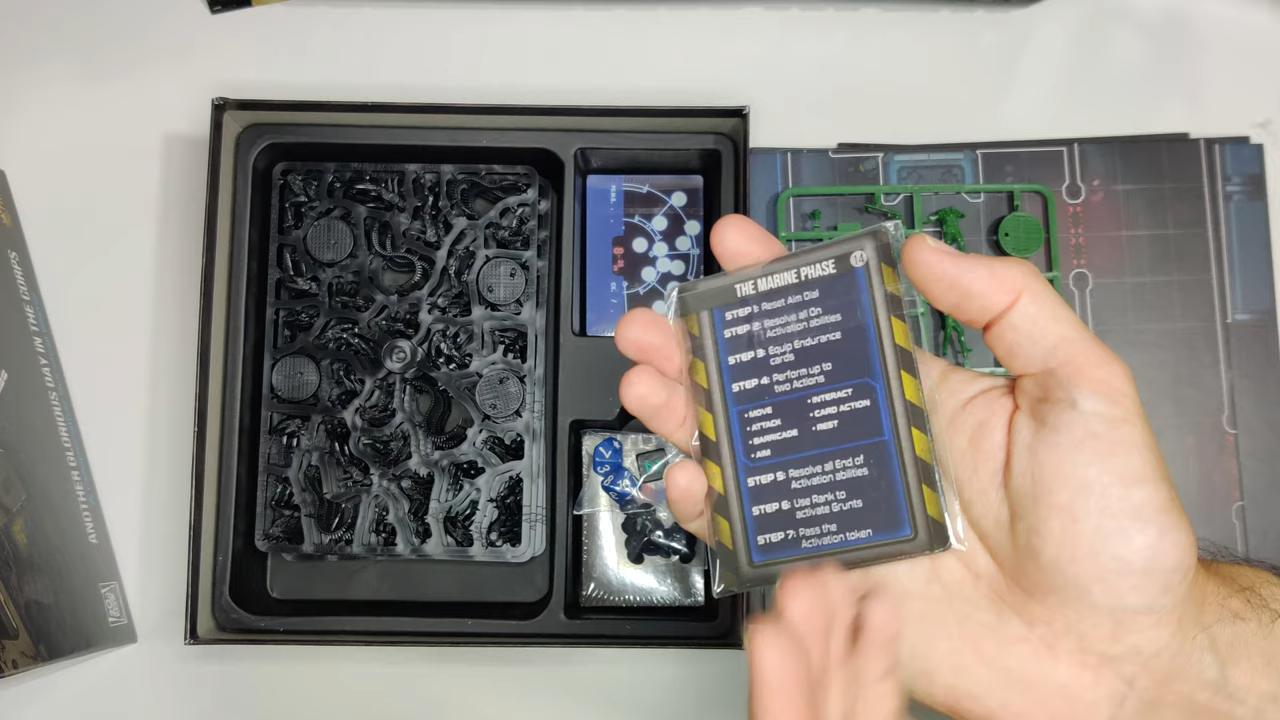 THE MARINE PHASE
14
STEP 1: Reset Aim Dial
STEP 2: Resolve all On
Activation abilities
STEP 3: Equip Endurance
cards
STEP 4: Perform up to
two Actions
• MOVE
• ATTACK
• BARRICADE
• AIM
• INTERACT
• CARD ACTION
• REST
STEP 5: Resolve all End of
Activation abilities
STEP 6: Use Rank to
activate Grunts
STEP 7: Pass the
Activation token
ANOTHER GLORIOUS DAY IN THE CORPS
7
3
8